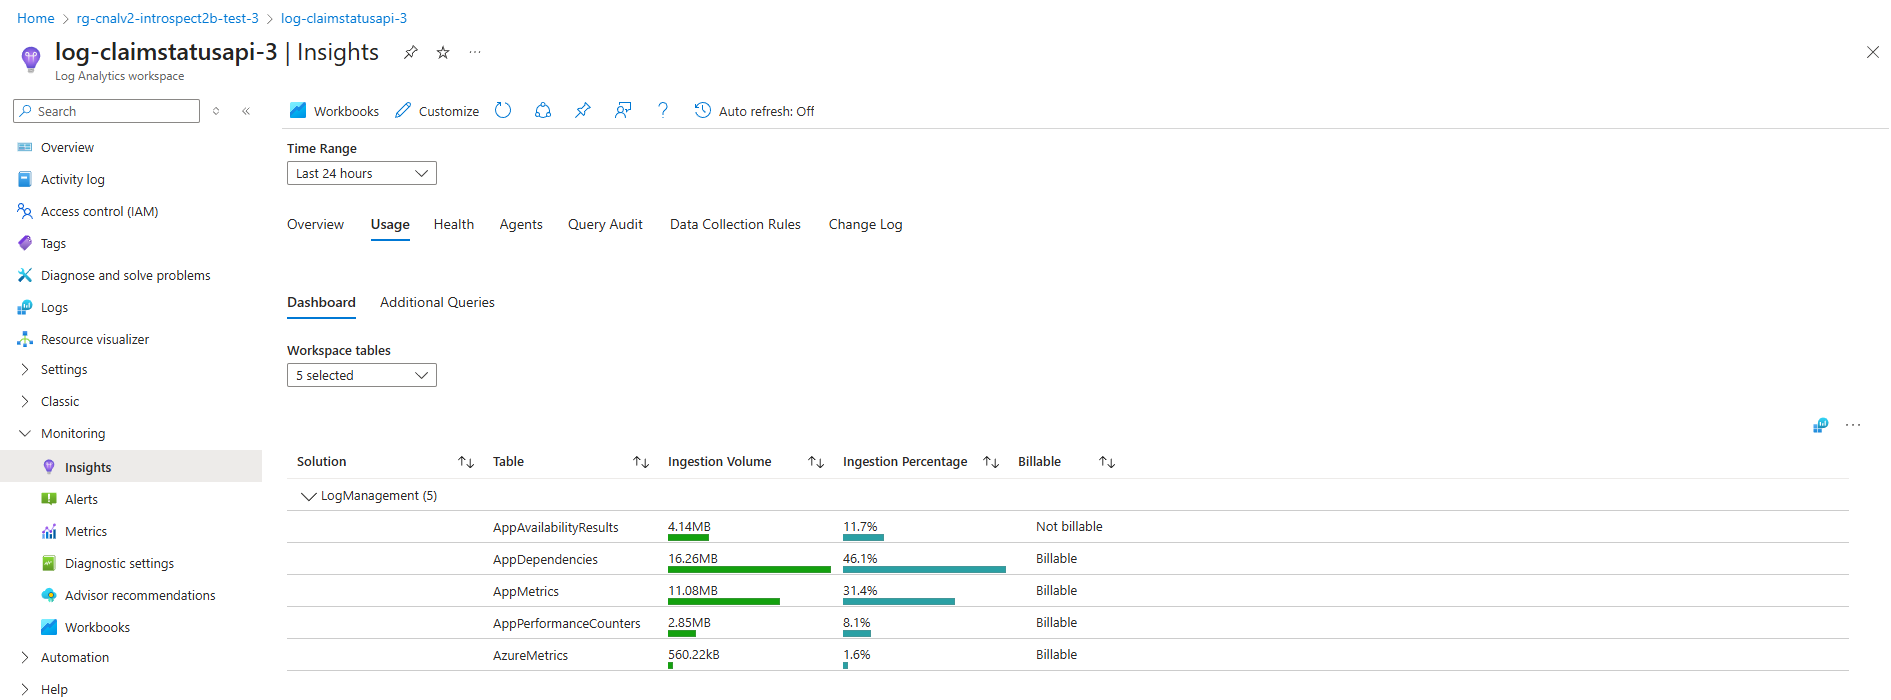 Home > rg-cnalv2-introspect2b-test-3 > log-claimstatusapi-3
log-claimstatusapi-3 | Insights
Log Analytics workspace
Search
Workbooks Customize Auto refresh: Off
Time Range
Last 24 hours
Overview
Activity log
Access control (IAM)
Tags
Diagnose and solve problems
Logs
Resource visualizer
Settings
Classic
Monitoring
Insights
Alerts
Metrics
Diagnostic settings
Advisor recommendations
Workbooks
Automation
Help
Overview Usage Health Agents Query Audit Data Collection Rules Change Log
Dashboard Additional Queries
Workspace tables
5 selected
Solution Table Ingestion Volume Ingestion Percentage Billable
LogManagement (5)
AppAvailabilityResults 4.14MB 11.7% Not billable
AppDependencies 16.26MB 46.1% Billable
AppMetrics 11.08MB 31.4% Billable
AppPerformanceCounters 2.85MB 8.1% Billable
AzureMetrics 560.22kB 1.6% Billable